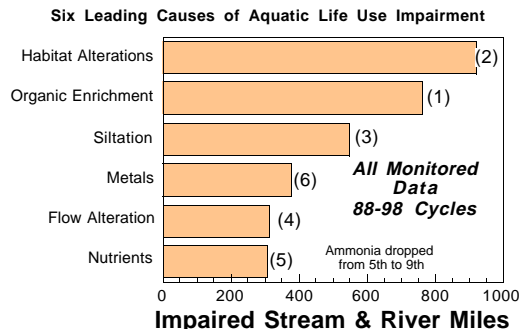 Six Leading Causes of Aquatic Life Use Impairment
Habitat Alterations (2)
Organic Enrichment (1)
Siltation (3)
Metals (6)
Flow Alteration (4)
Nutrients (5)
All Monitored
Data
88-98 Cycles
Ammonia dropped
from 5th to 9th
0 200 400 600 800 1000
Impaired Stream & River Miles